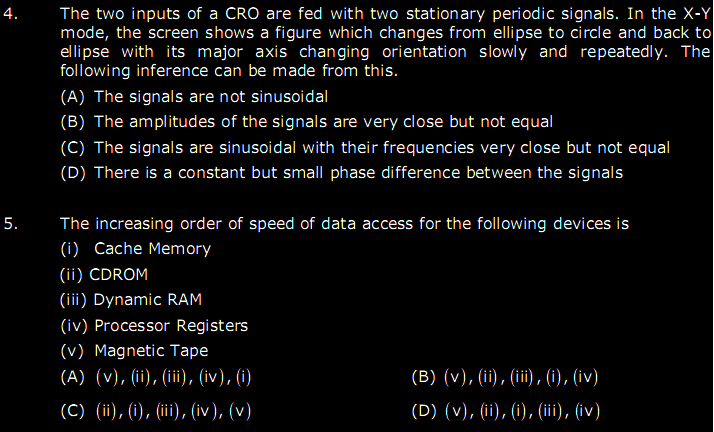 4. The two inputs of a CRO are fed with two stationary periodic signals. In the X-Y
mode, the screen shows a figure which changes from ellipse to circle and back to
ellipse with its major axis changing orientation slowly and repeatedly. The
following inference can be made from this.
(A) The signals are not sinusoidal
(B) The amplitudes of the signals are very close but not equal
(C) The signals are sinusoidal with their frequencies very close but not equal
(D) There is a constant but small phase difference between the signals
5. The increasing order of speed of data access for the following devices is
(i) Cache Memory
(ii) CDROM
(iii) Dynamic RAM
(iv) Processor Registers
(v) Magnetic Tape
(A) (v), (ii), (iii), (iv), (i) (B) (v), (ii), (iii), (i), (iv)
(C) (ii), (i), (iii), (iv), (v) (D) (v), (ii), (i), (iii), (iv)